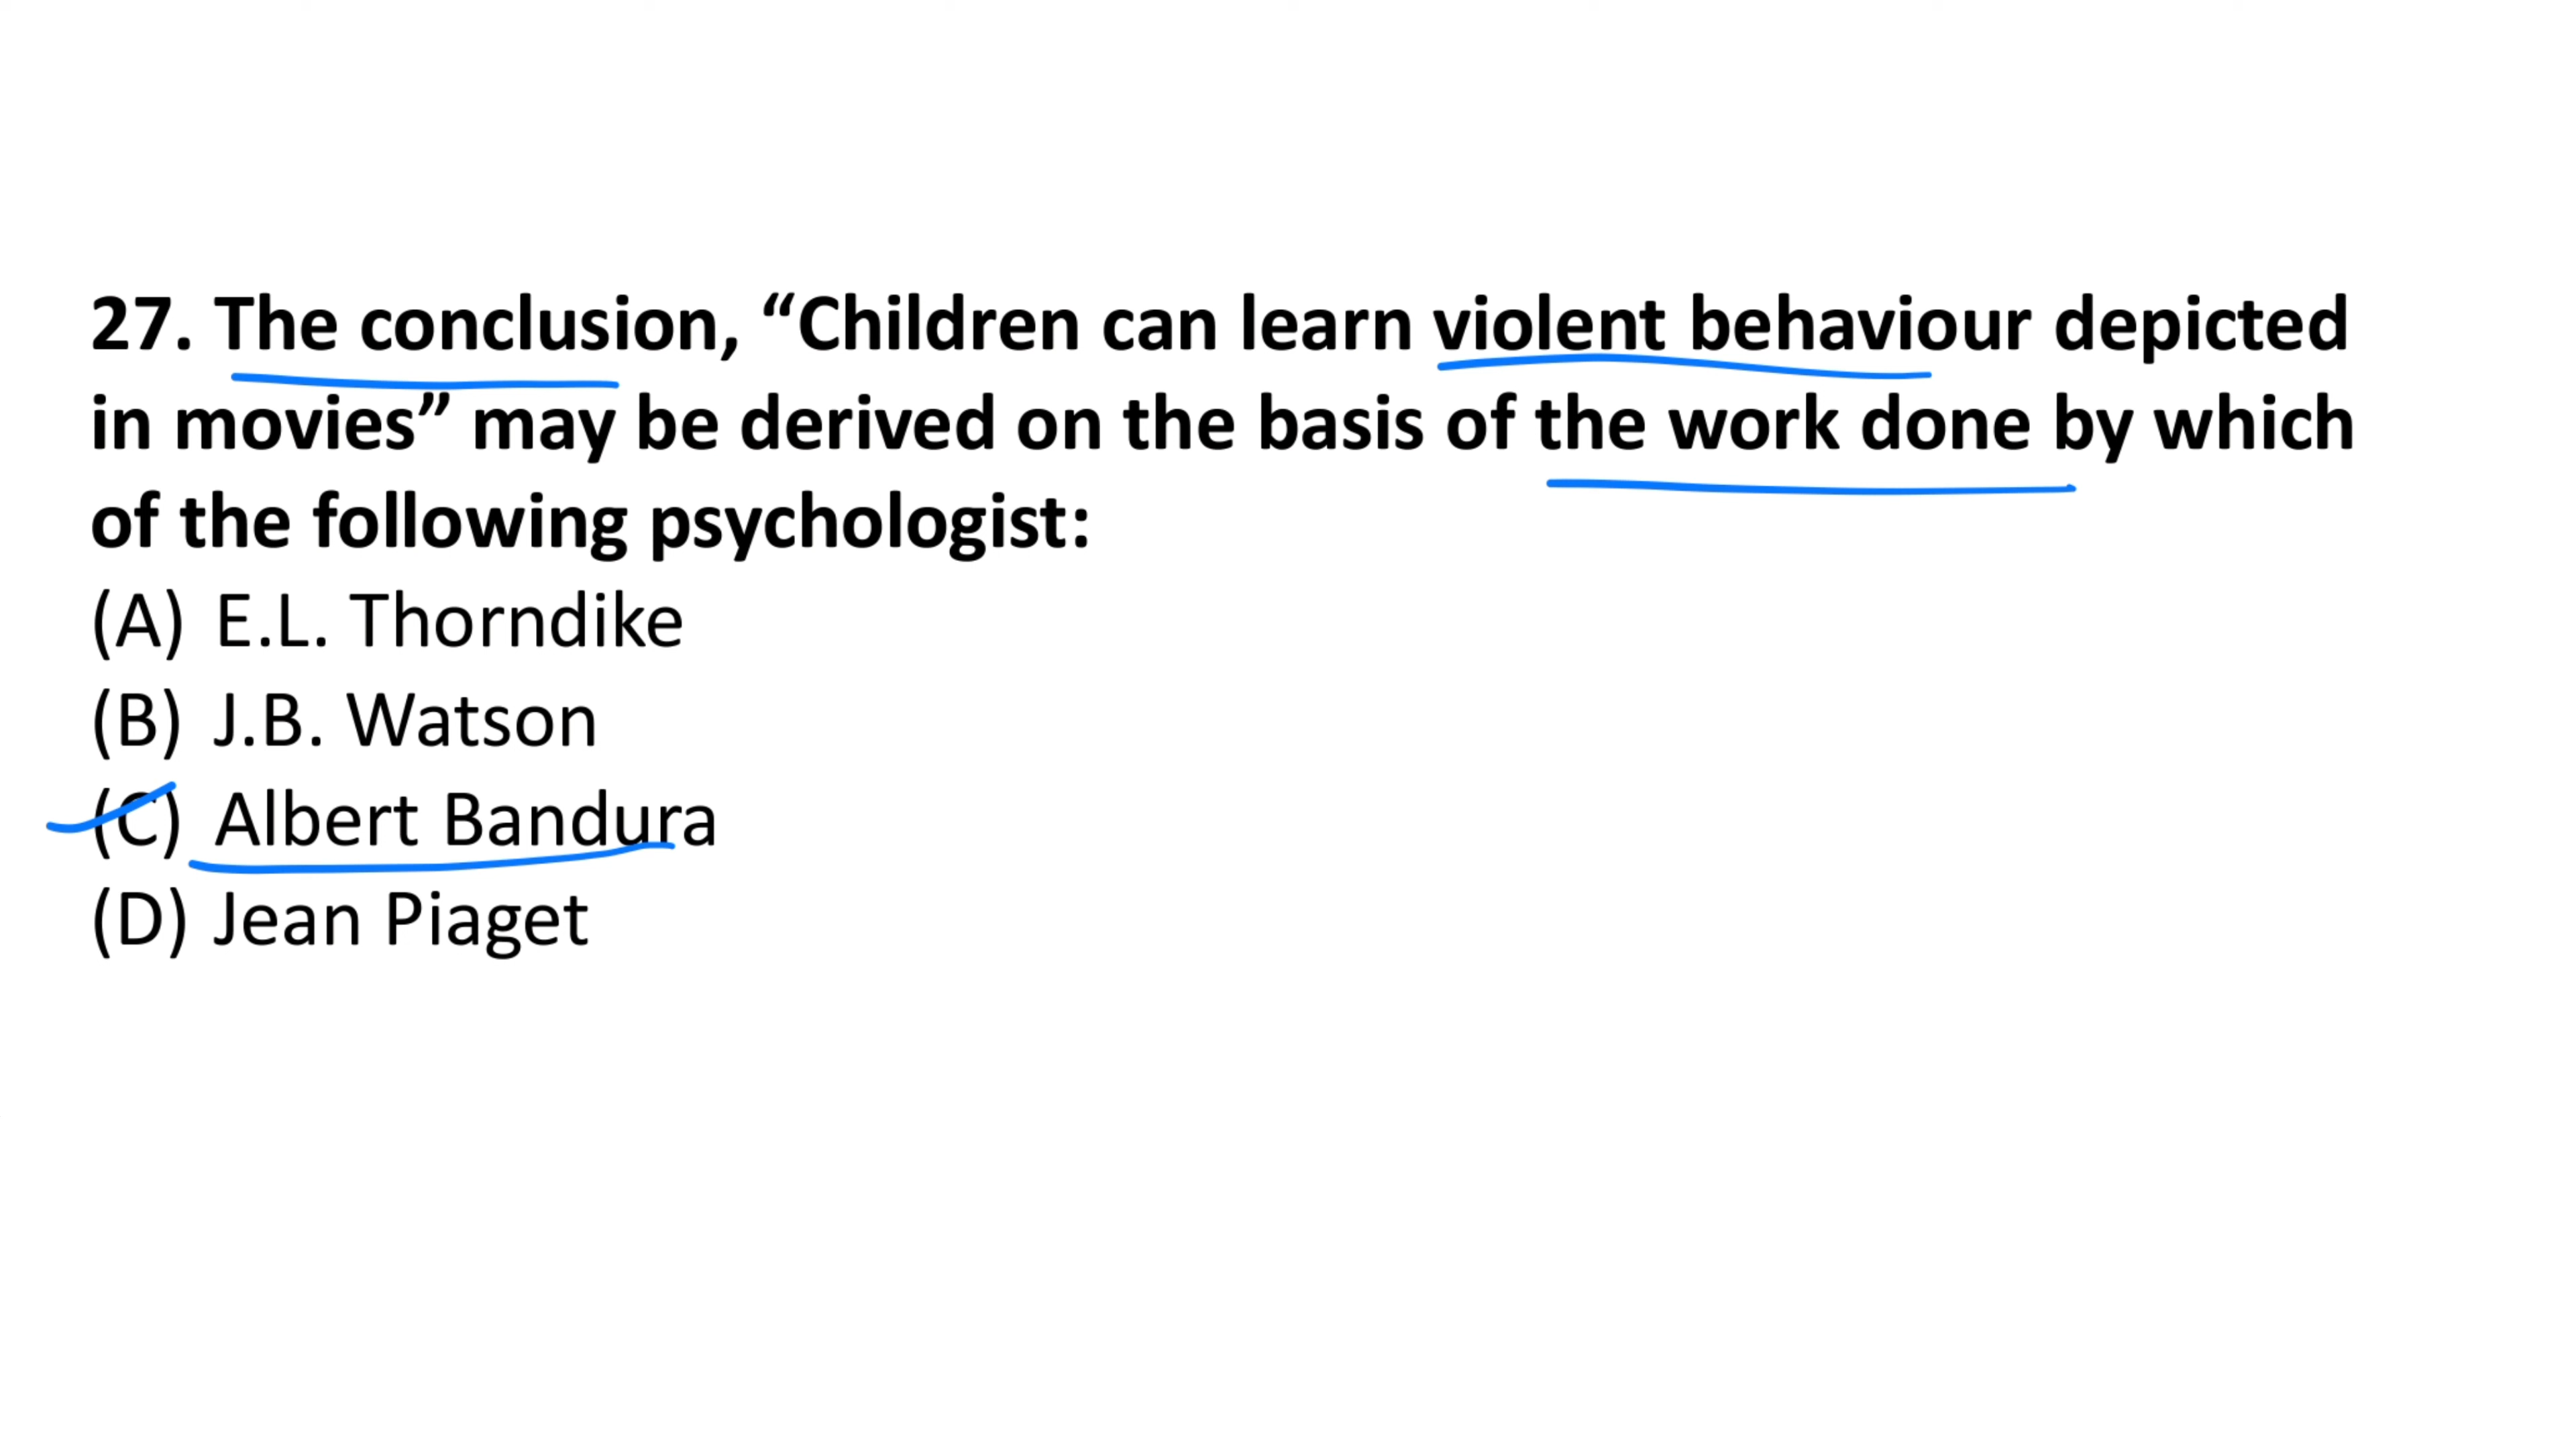 27. The conclusion, “Children can learn violent behaviour depicted
in movies” may be derived on the basis of the work done by which
of the following psychologist:
(A) E.L. Thorndike
(B) J.B. Watson
(C) Albert Bandura
(D) Jean Piaget